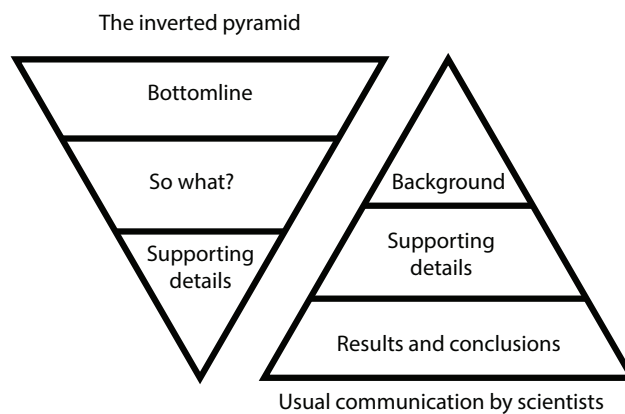 The inverted pyramid
Bottomline
So what?
Supporting
details
Background
Supporting
details
Results and conclusions
Usual communication by scientists